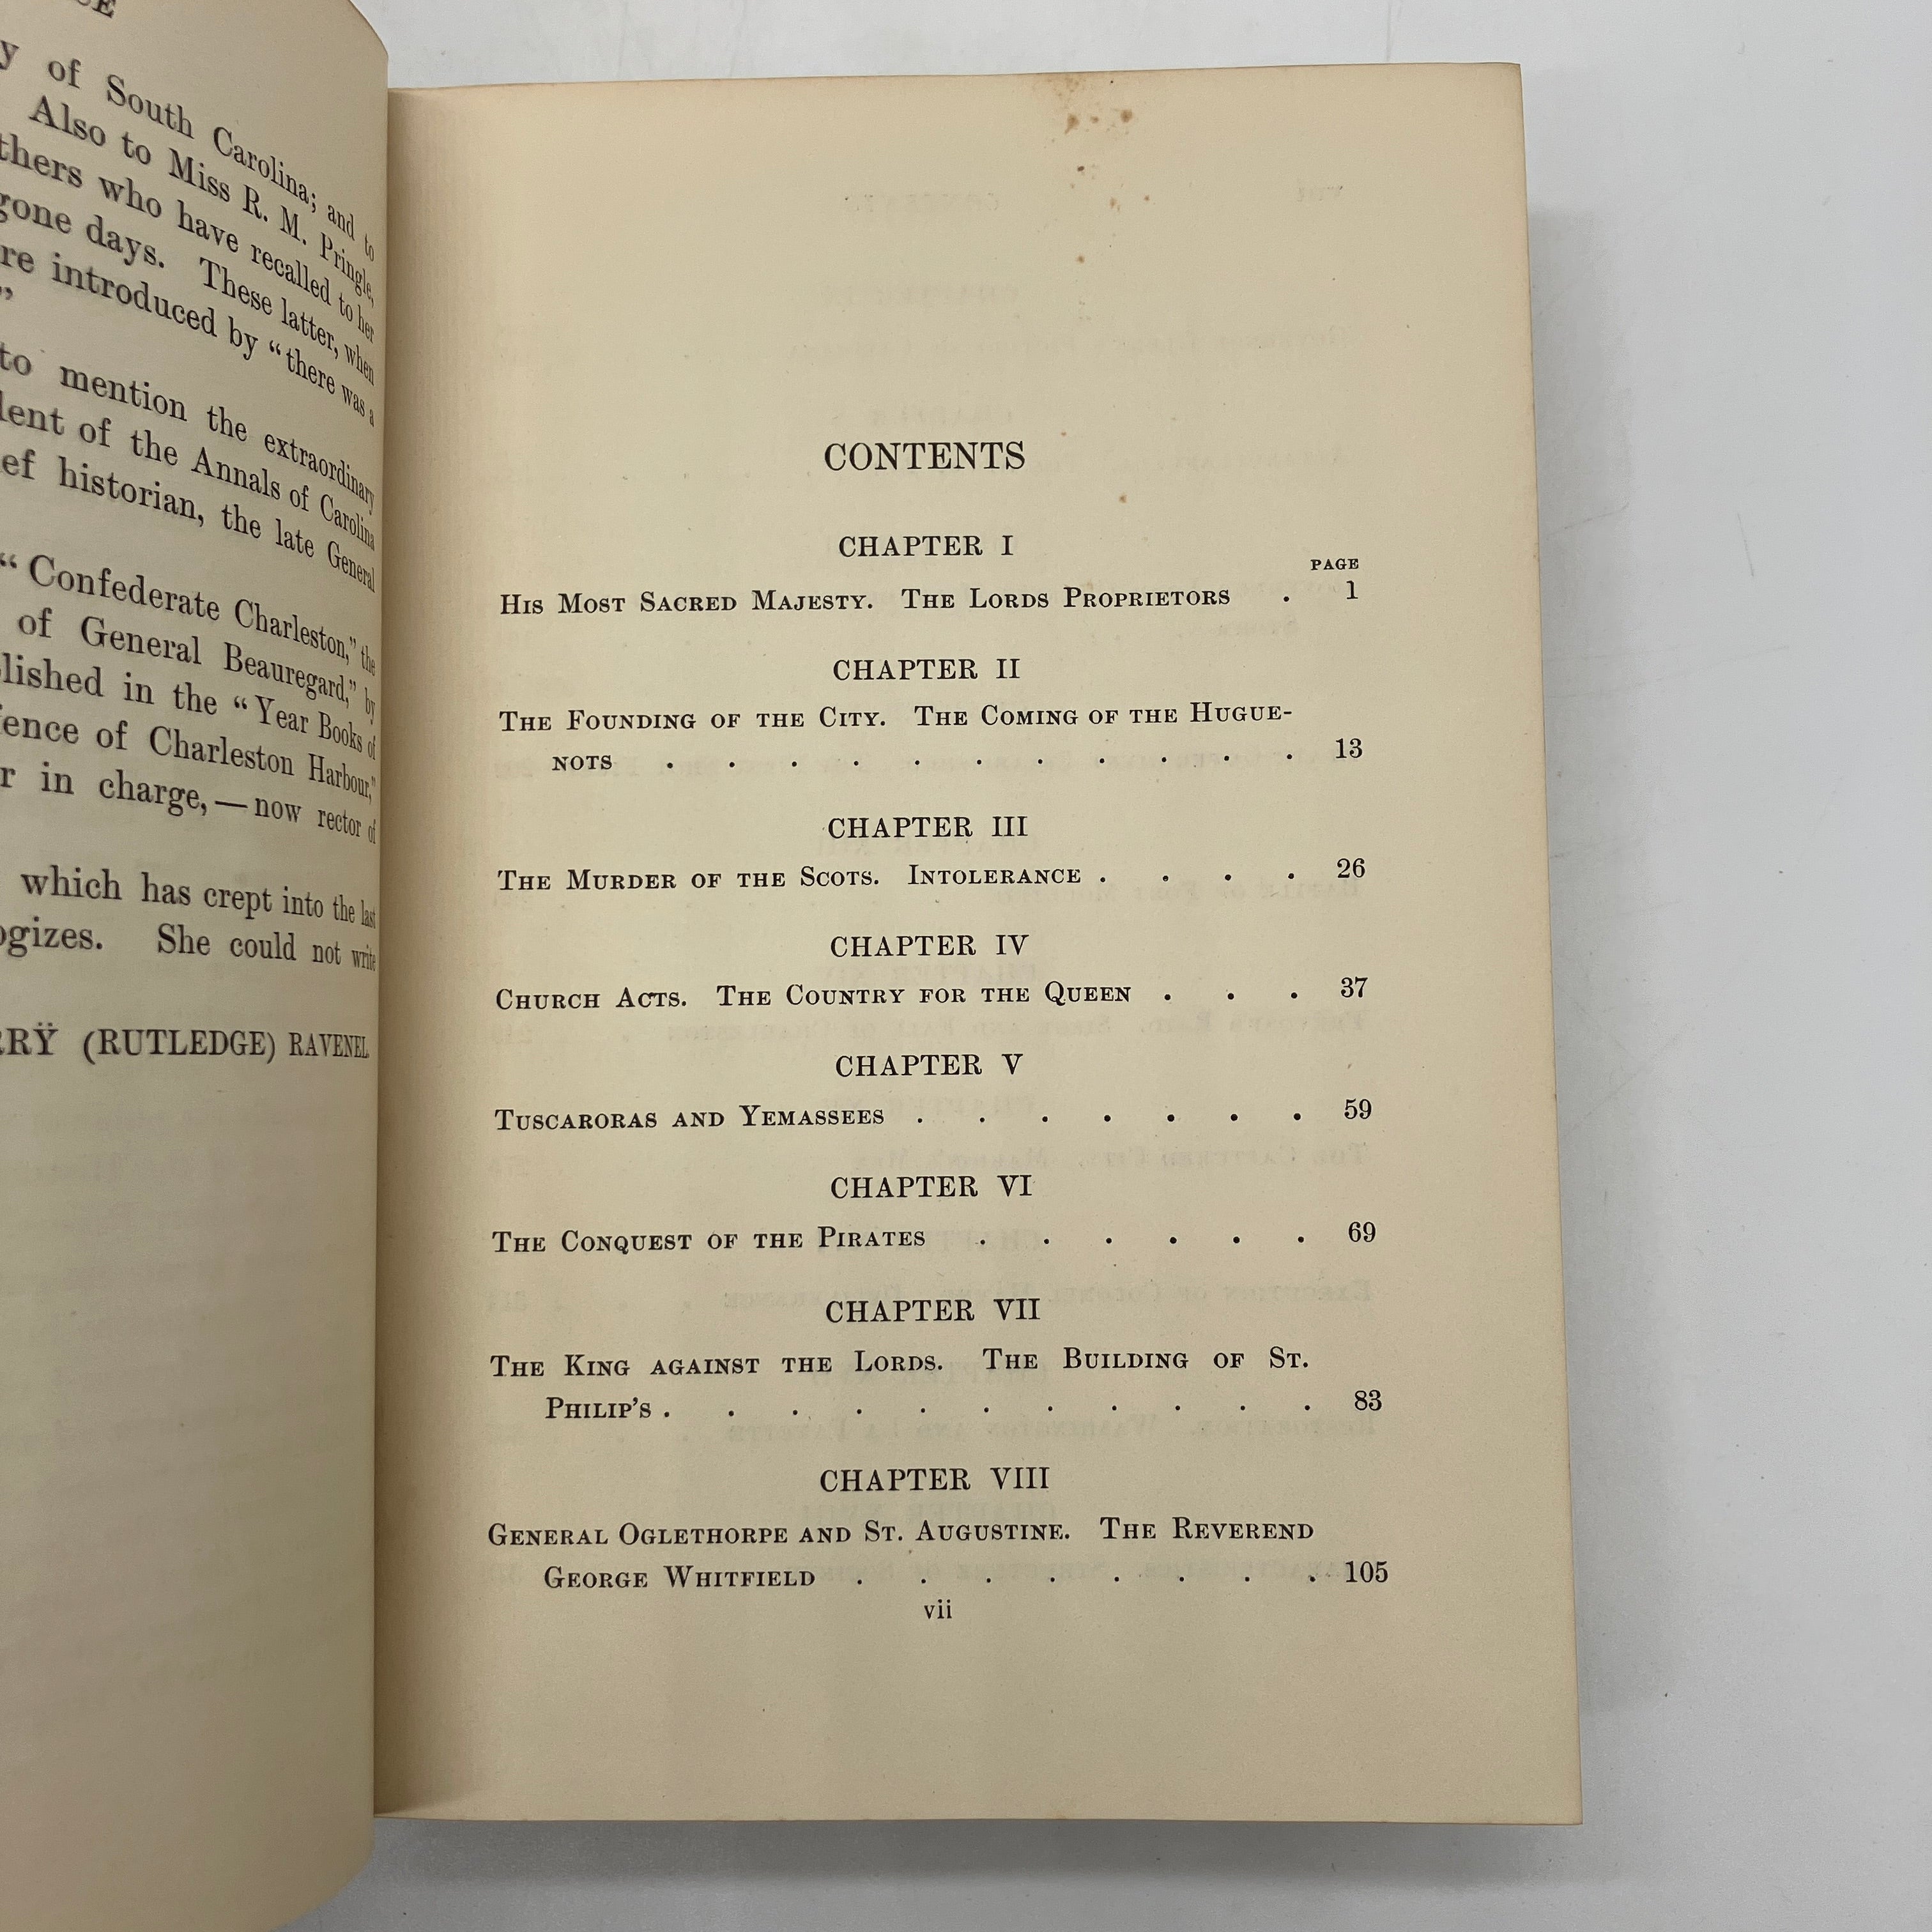 y of South Carolina; and to
Also to Miss R. M. Pringle,
thers who have recalled to her
gone days. These latter, when
re introduced by "there was a
"
to mention the extraordinary
dent of the Annals of Carolina
ef historian, the late General
"Confederate Charleston," the
of General Beauregard," by
lished in the "Year Books of
fence of Charleston Harbour,"
r in charge,—now rector of
which has crept into the last
ogizes. She could not write
RRŸ (RUTLEDGE) RAVENEL
CONTENTS
CHAPTER I
PAGE
His Most Sacred Majesty. The Lords Proprietors . 1
CHAPTER II
The Founding of the City. The Coming of the Hugue-
nots . . . . . . . . . . . 13
CHAPTER III
The Murder of the Scots. Intolerance . . . . 26
CHAPTER IV
Church Acts. The Country for the Queen . . . 37
CHAPTER V
Tuscaroras and Yemassees . . . . . . . 59
CHAPTER VI
The Conquest of the Pirates . . . . . . 69
CHAPTER VII
The King against the Lords. The Building of St.
Philip's . . . . . . . . . . . 83
CHAPTER VIII
General Oglethorpe and St. Augustine. The Reverend
George Whitfield . . . . . . . . 105
vii